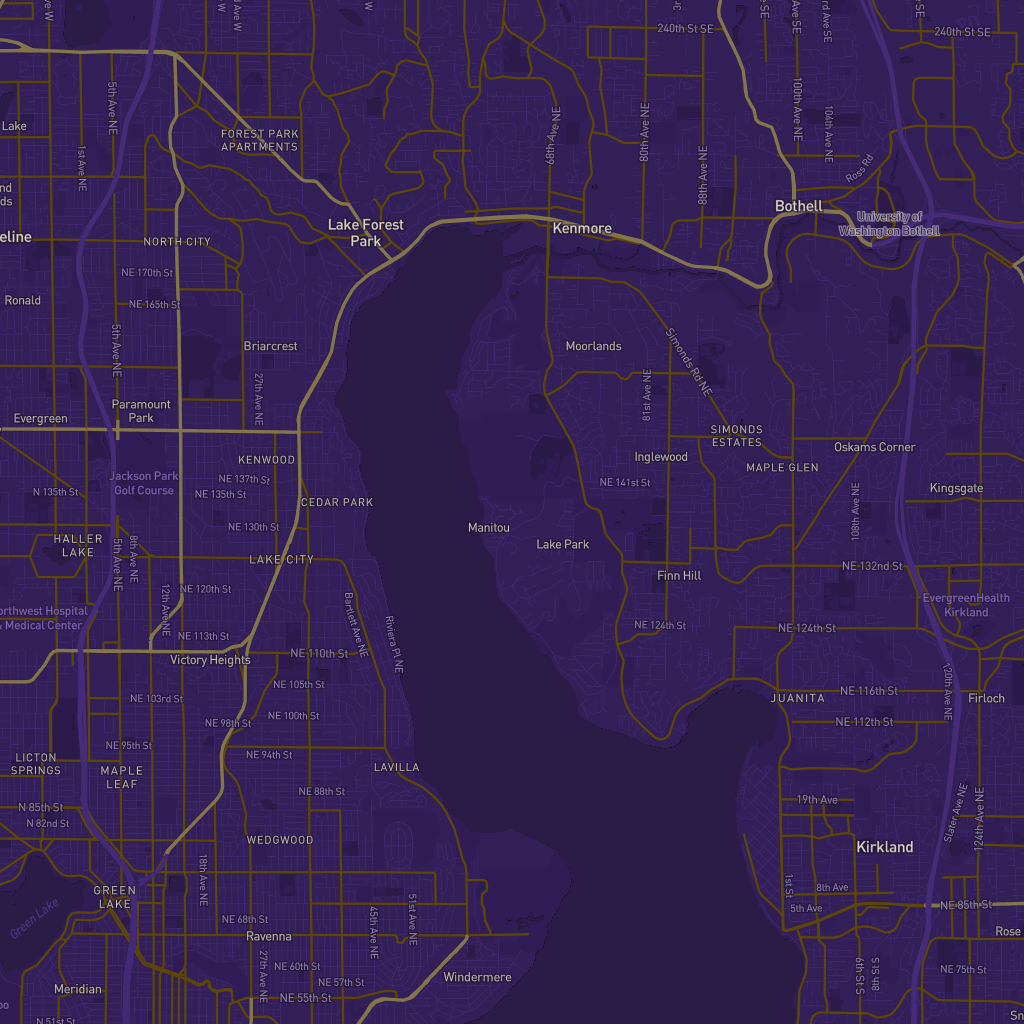 ve W
d Ave W
W
240th St SE
SE
SE
rd Ave SE
SE
240th St SE
5th Ave NE
Lake
FOREST PARK
APARTMENTS
68th Ave NE
80th Ave NE
100th Ave NE
104th Ave NE
1st Ave NE
88th Ave NE
Ross Rd
nd
ds
Bothell
University of
Washington Bothell
Lake Forest
Park
Kenmore
eline
NORTH CITY
NE 170th St
Ronald
NE 165th St
5th Ave NE
Briarcrest
Moorlands
Simonds Rd NE
27th Ave NE
81st Ave NE
Paramount
Park
Evergreen
SIMONDS
ESTATES
Oskams Corner
KENWOOD
Inglewood
MAPLE GLEN
Jackson Park
Golf Course
NE 137th St
NE 141st St
N 135th St
NE 135th St
Kingsgate
CEDAR PARK
108th Ave NE
NE 130th St
Manitou
HALLER
LAKE
8th Ave NE
5th Ave NE
LAKE CITY
Lake Park
NE 132nd St
Finn Hill
NE 120th St
12th Ave NE
Bartlett Ave NE
Riviera Pl NE
EvergreenHealth
Kirkland
orthwest Hospital
& Medical Center
NE 113th St
NE 124th St
NE 124th St
Victory Heights
NE 110th St
NE 105th St
NE 103rd St
120th Ave NE
NE 116th St
JUANITA
Firloch
NE 100th St
NE 98th St
NE 112th St
NE 95th St
NE 94th St
LICTON
SPRINGS
MAPLE
LEAF
LAVILLA
NE 88th St
19th Ave
N 85th St
N 82nd St
Slater Ave NE
124th Ave NE
WEDGWOOD
Kirkland
18th Ave NE
GREEN
LAKE
1st St
8th Ave
5th Ave
NE 85th St
Green Lake
NE 68th St
45th Ave NE
51st Ave NE
Ravenna
Rose
27th Ave NE
NE 60th St
6th St S
8th St S
NE 75th St
Windermere
NE 57th St
Meridian
NE 55th St
oo
N 51st St
Sn